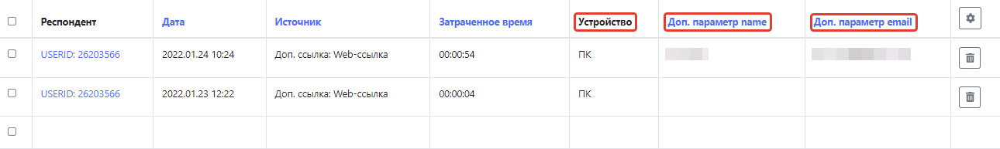 Респондент Дата Источник Затраченное время Устройство Доп. параметр name Доп. параметр email
USERID: 26203566 2022.01.24 10:24 Доп. ссылка: Web-ссылка 00:00:54 ПК
USERID: 26203566 2022.01.23 12:22 Доп. ссылка: Web-ссылка 00:00:04 ПК